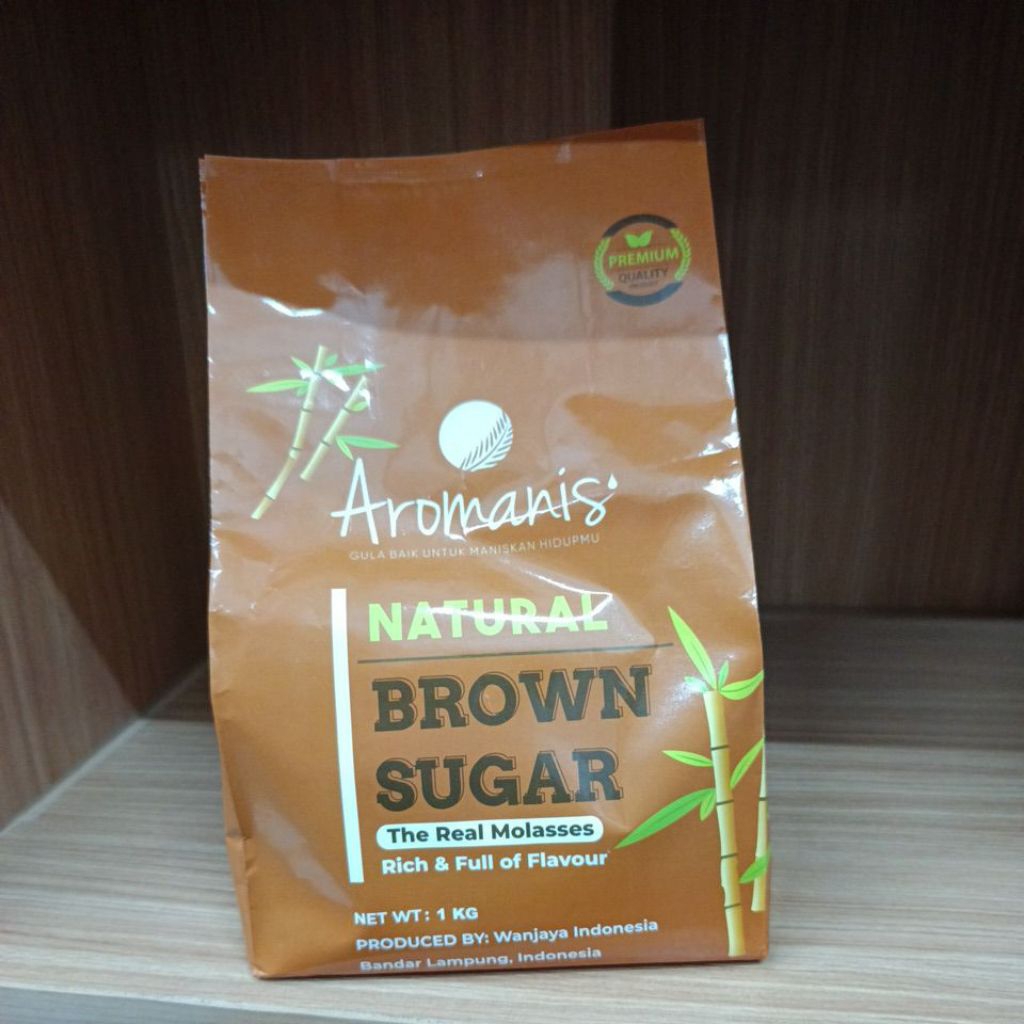 PREMIUM
QUALITY
Aromanis
GULA BAIK UNTUK MANISKAN HIDUPMU
NATURAL
BROWN
SUGAR
The Real Molasses
Rich & Full of Flavour
NET WT: 1 KG
PRODUCED BY: Wanjaya Indonesia
Bandar Lampung, Indonesia